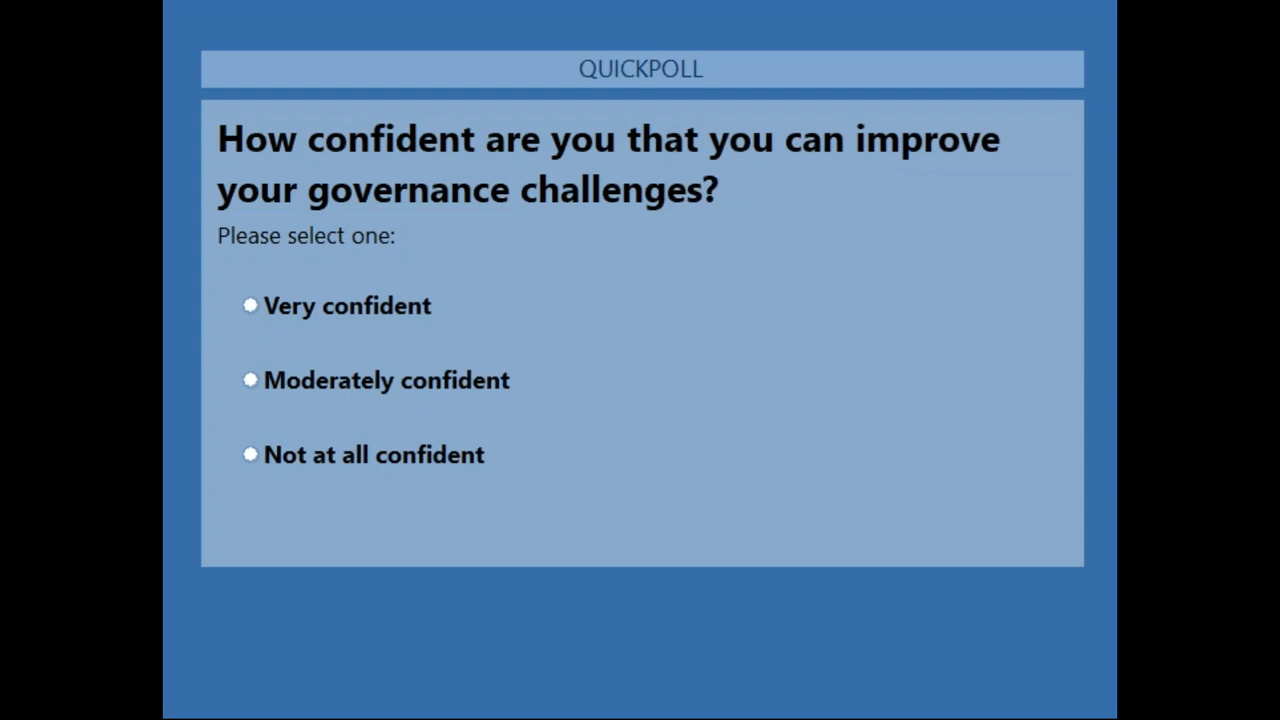 QUICKPOLL
How confident are you that you can improve
your governance challenges?
Please select one:
Very confident
Moderately confident
Not at all confident